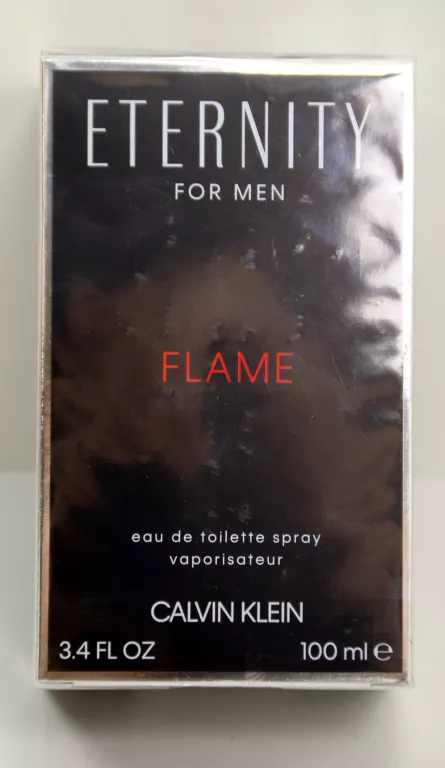 ETERNITY
FOR MEN
FLAME
eau de toilette spray
vaporisateur
CALVIN KLEIN
3.4 FL OZ 100 ml ℮